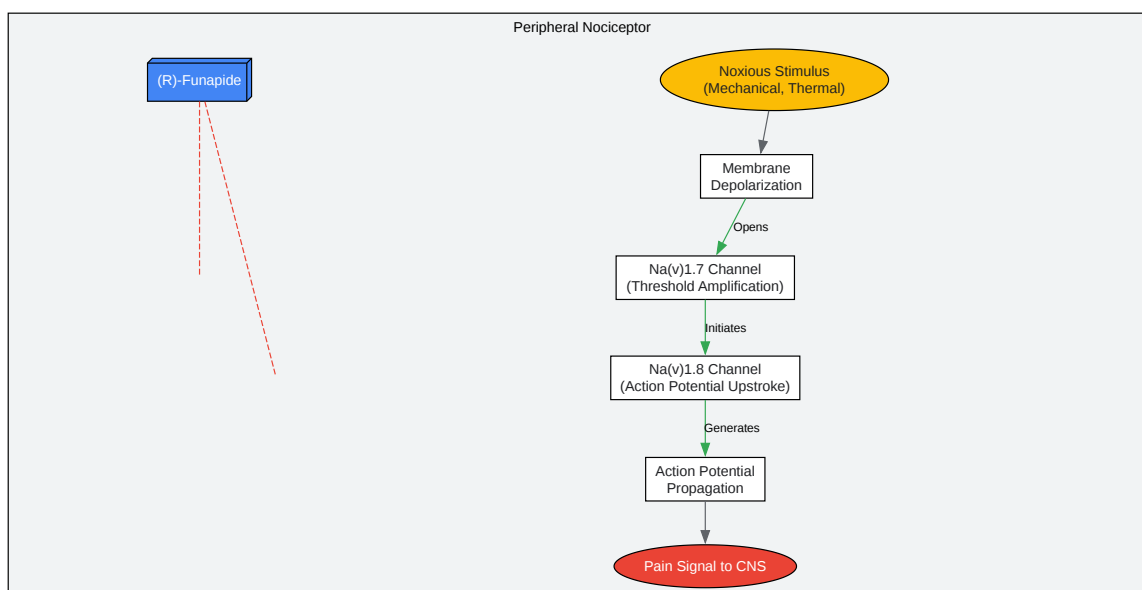 Peripheral Nociceptor
(R)-Funapide
Noxious Stimulus
(Mechanical, Thermal)
Membrane
Depolarization
Opens
Na(v)1.7 Channel
(Threshold Amplification)
Initiates
Na(v)1.8 Channel
(Action Potential Upstroke)
Generates
Action Potential
Propagation
Pain Signal to CNS